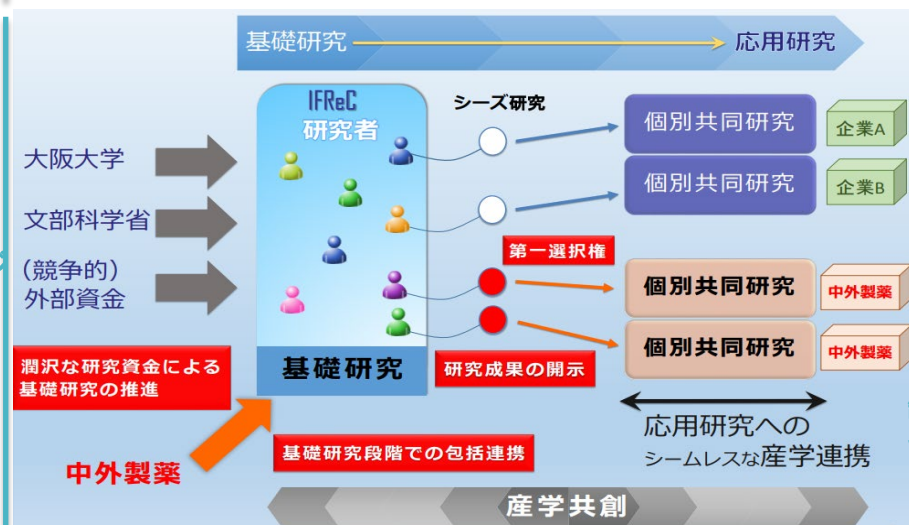 基礎研究
応用研究
IFReC
研究者
シーズ研究
個別共同研究
企業A
大阪大学
個別共同研究
企業B
文部科学省
第一選択権
(競争的)
外部資金
個別共同研究
中外製薬
個別共同研究
中外製薬
潤沢な研究資金による
基礎研究の推進
基礎研究
研究成果の開示
中外製薬
基礎研究段階での包括連携
応用研究への
シームレスな産学連携
産学共創